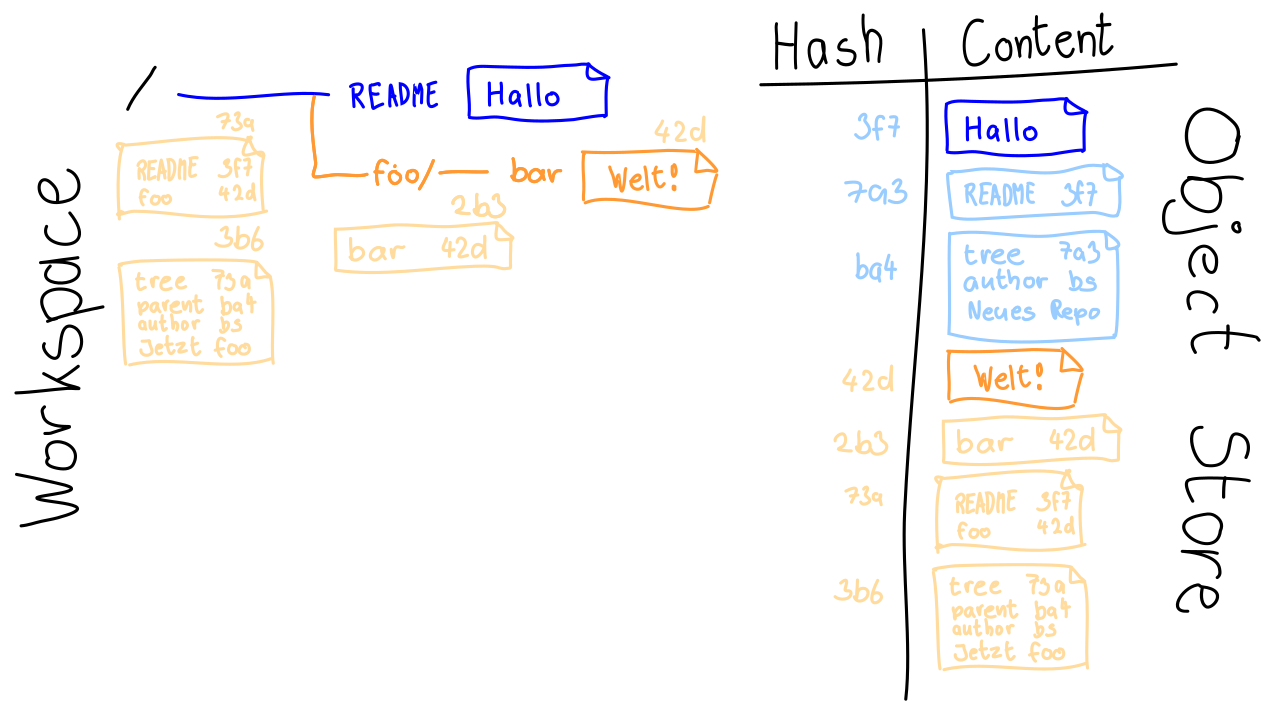 Workspace
/
README Hallo
73a
README 3f7
foo 42d
42d
foo/ bar Welt!
2b3
bar 42d
3b6
tree 73a
parent ba4
author bs
Jetzt foo
Hash Content
3f7 Hallo
7a3 README 3f7
ba4
tree 7a3
author bs
Neues Repo
42d Welt!
2b3 bar 42d
73a
README 3f7
foo 42d
3b6
tree 73a
parent ba4
author bs
Jetzt foo
Object Store